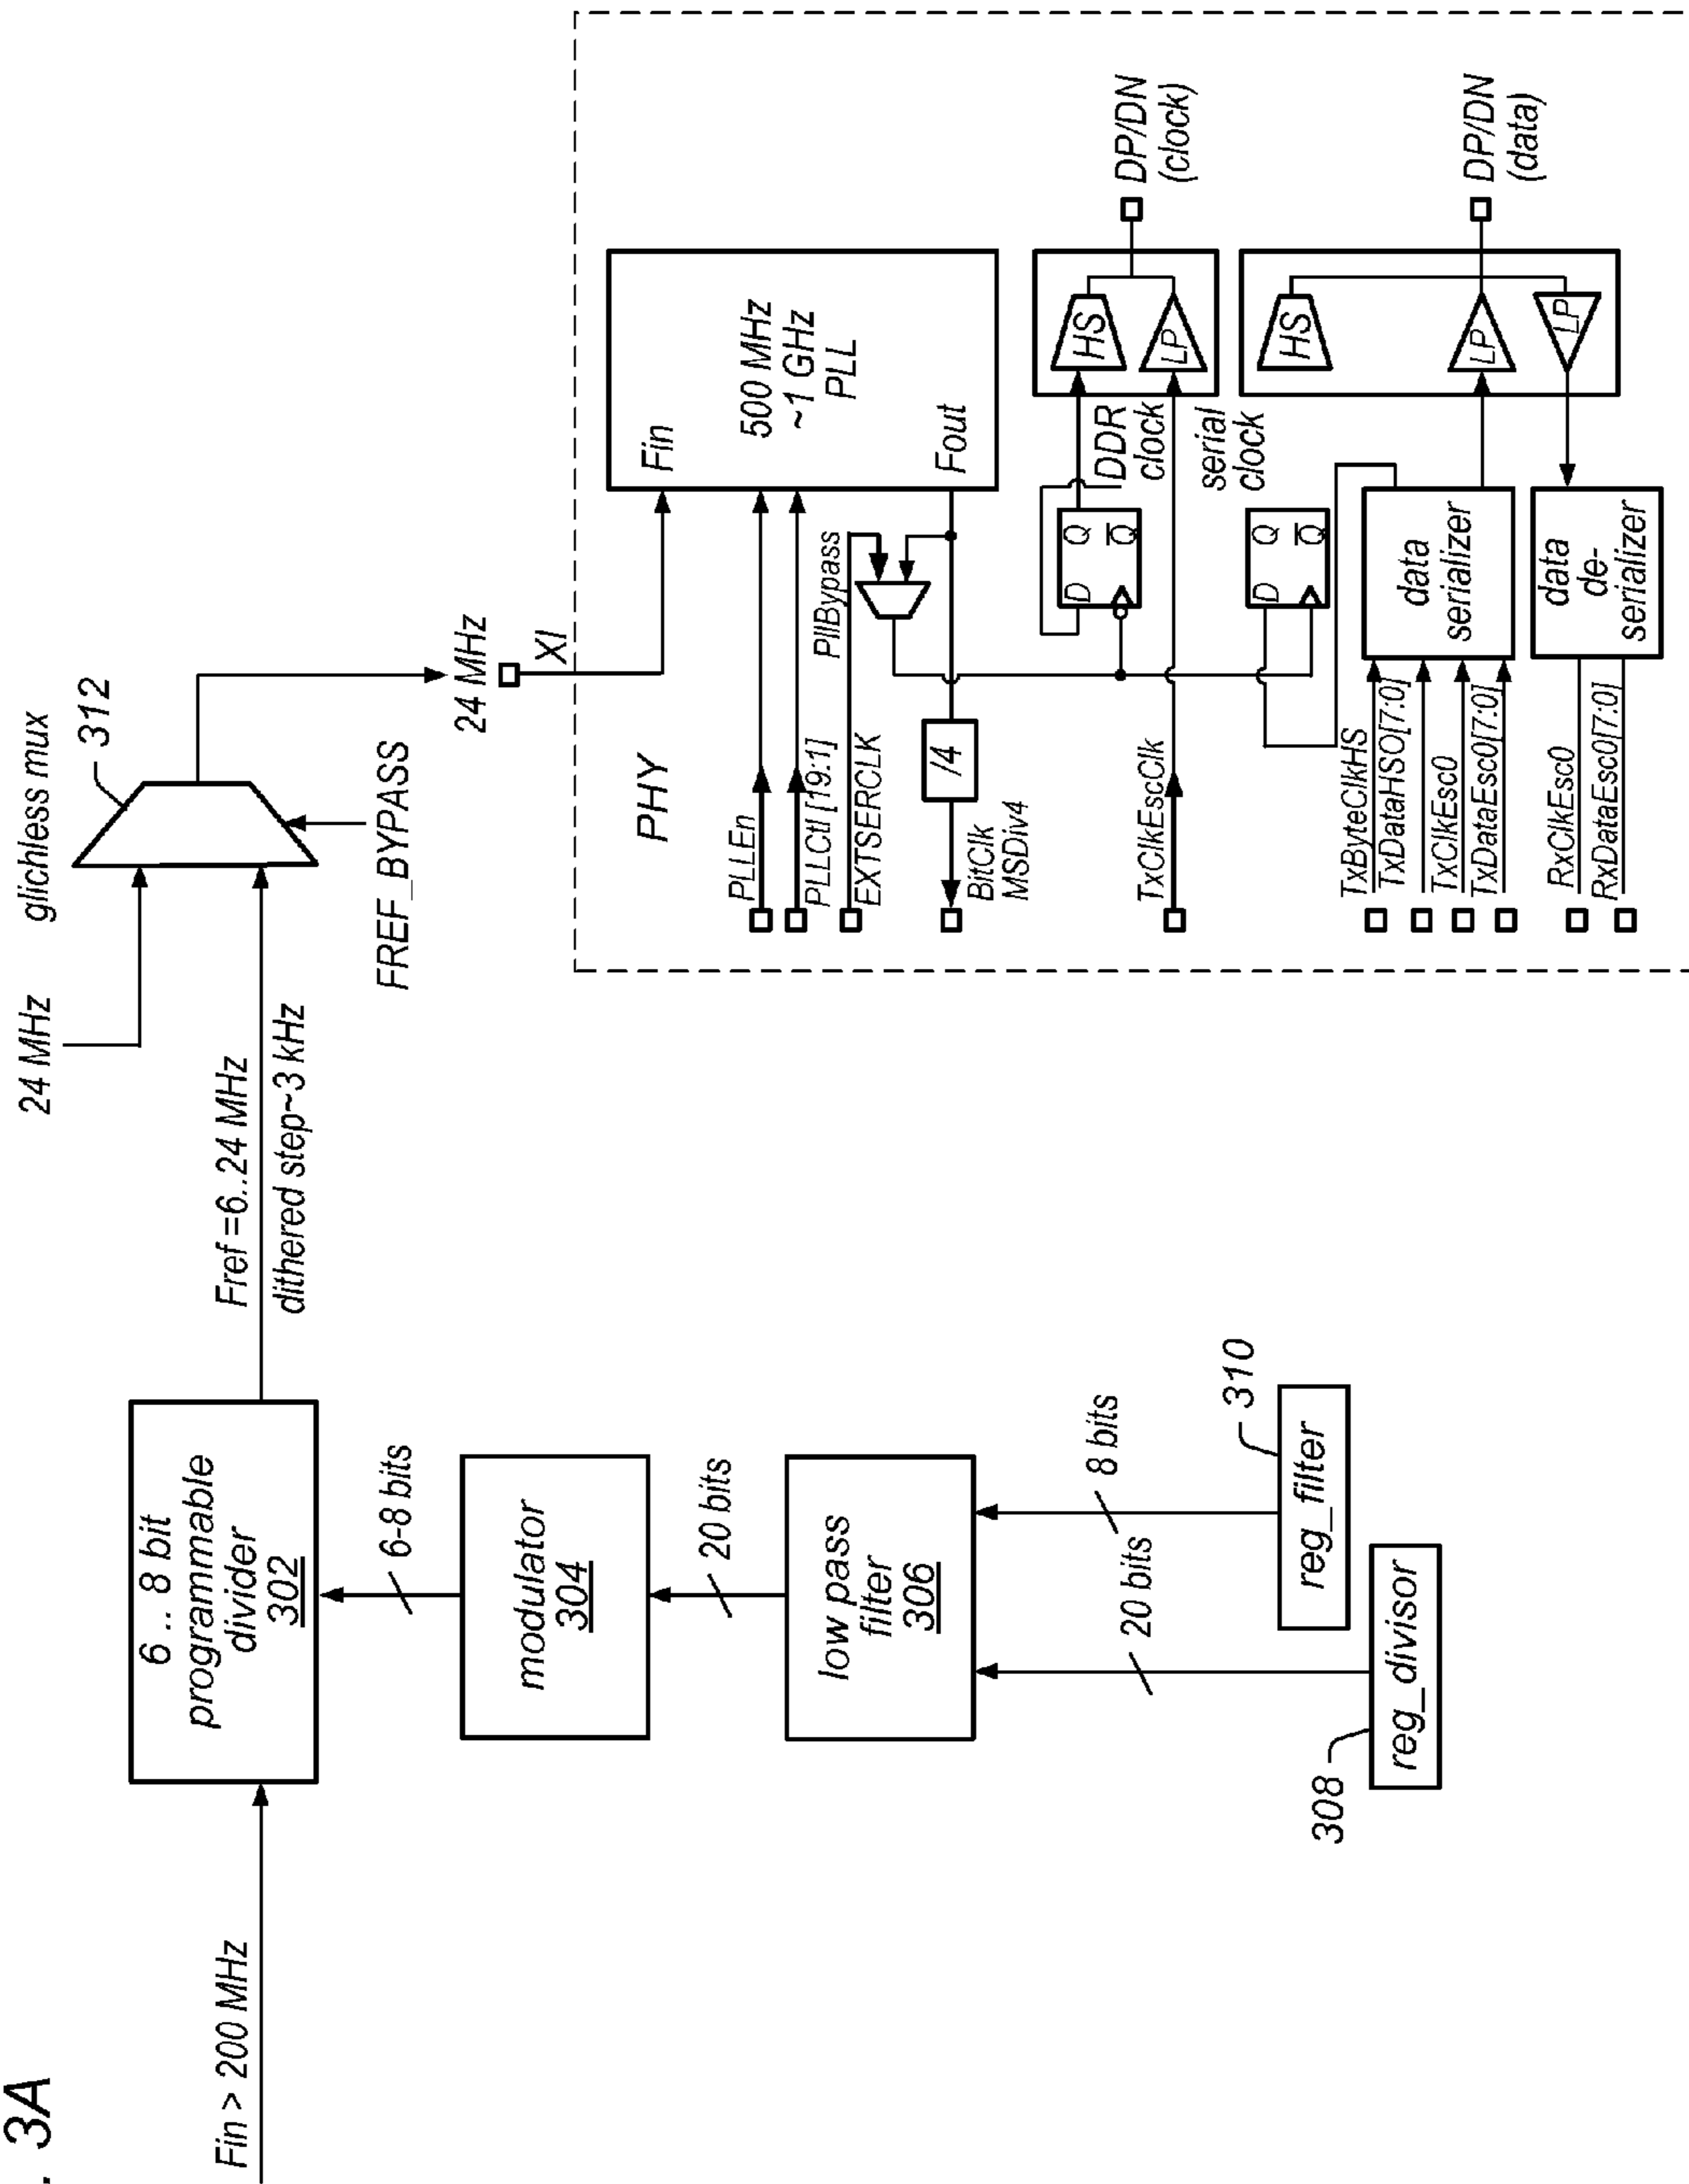 . 3A
Fin > 200 MHz
6 .. 8 bit
programmable
divider
302
Fref =6..24 MHz
dithered step~3 kHz
24 MHz
glichless mux
312
FREF_BYPASS
24 MHz
XI
6-8 bits
modulator
304
20 bits
low pass
filter
306
20 bits
8 bits
308
reg_divisor
reg_filter
310
PHY
PLLEn
PLLCtl [19:1]
EXTSERCLK
PllBypass
Fin
500 MHz
~1 GHz
PLL
Fout
/4
BitClk
MSDiv4
TxClkEscClk
D
Q
Q
DDR
clock
serial
clock
HS
LP
DP/DN
(clock)
D
Q
Q
TxByteClkHS
TxDataHSO[7:0]
TxClkEsc0
TxDataEsc0[7:0]
data
serializer
RxClkEsc0
RxDataEsc0[7:0]
data
de-
serializer
HS
LP
LP
DP/DN
(data)